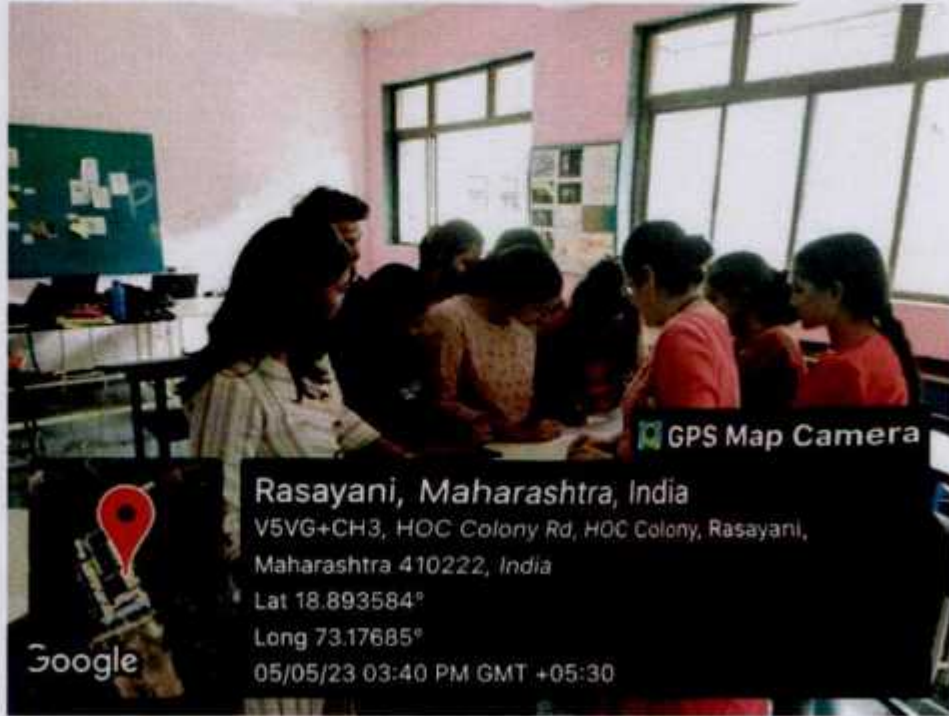 GPS Map Camera
Rasayani, Maharashtra, India
V5VG+CH3, HOC Colony Rd, HOC Colony, Rasayani,
Maharashtra 410222, India
Lat 18.893584°
Long 73.17685°
05/05/23 03:40 PM GMT +05:30
Google